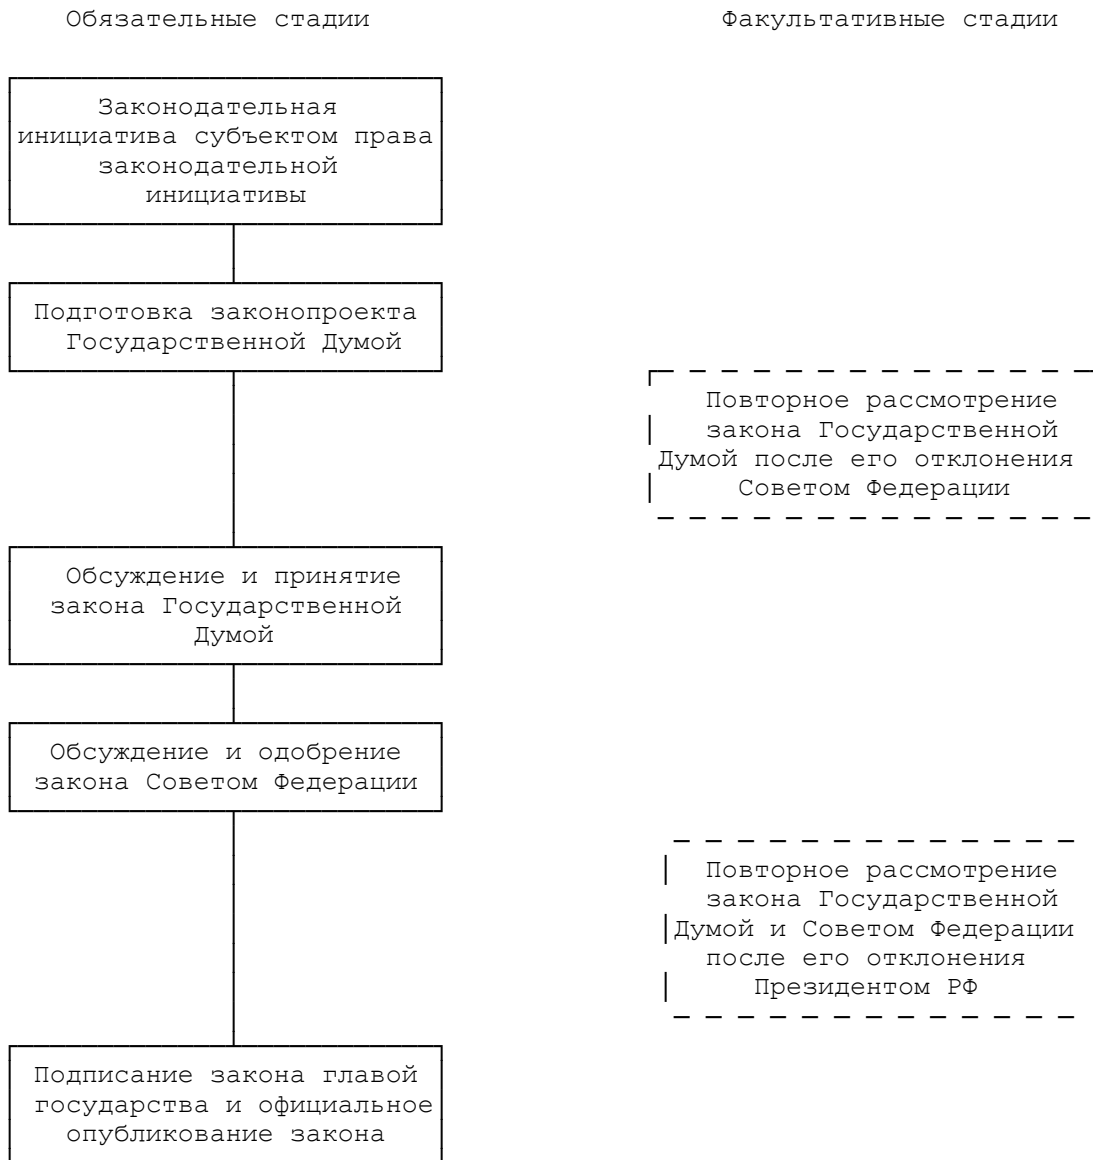 Обязательные стадии
Факультативные стадии
Законодательная
инициатива субъектом права
законодательной
инициативы
Подготовка законопроекта
Государственной Думой
Повторное рассмотрение
закона Государственной
Думой после его отклонения
Советом Федерации
Обсуждение и принятие
закона Государственной
Думой
Обсуждение и одобрение
закона Советом Федерации
Повторное рассмотрение
закона Государственной
Думой и Советом Федерации
после его отклонения
Президентом РФ
Подписание закона главой
государства и официальное
опубликование закона